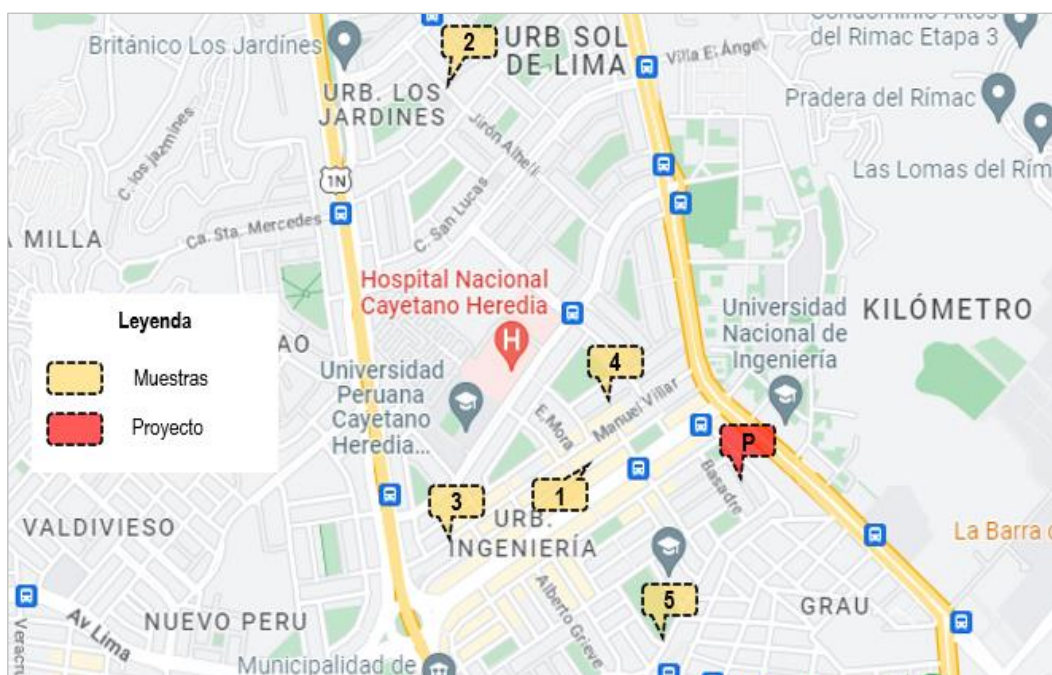 Condominio Altos
del Rimac Etapa 3
Británico Los Jardines
2
URB SOL
DE LIMA
Villa El Ángel
URB. LOS
JARDINES
Pradera del Rímac
C. los jazmines
Jirón Alhelí
Las Lomas del Rím
1N
C. San Lucas
Ca. Sta. Mercedes
A MILLA
Hospital Nacional
Cayetano Heredia
H
Universidad
Nacional de
Ingeniería
KILÓMETRO
Leyenda
AO
Muestras
Proyecto
Universidad
Peruana
Cayetano
Heredia...
4
E.Mora
Manuel Villar
P
Basadre
3
1
VALDIVIESO
URB.
INGENIERÍA
La Barra
Alberto Grieve
5
GRAU
NUEVO PERU
Av Lima
Veracru
Municipalidad de